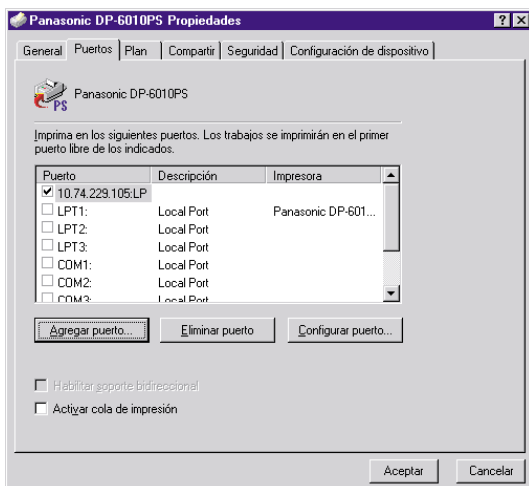 Panasonic DP-6010PS Propiedades
General Puertos Plan Compartir Seguridad Configuración de dispositivo
PS
Panasonic DP-6010PS
Imprima en los siguientes puertos. Los trabajos se imprimirán en el primer
puerto libre de los indicados.
Puerto Descripción Impresora
10.74.229.105:LP
LPT1: Local Port Panasonic DP-601...
LPT2: Local Port
LPT3: Local Port
COM1: Local Port
COM2: Local Port
COM3: Local Port
Agregar puerto... Eliminar puerto Configurar puerto...
Habilitar soporte bidireccional
Activar cola de impresión
Aceptar Cancelar